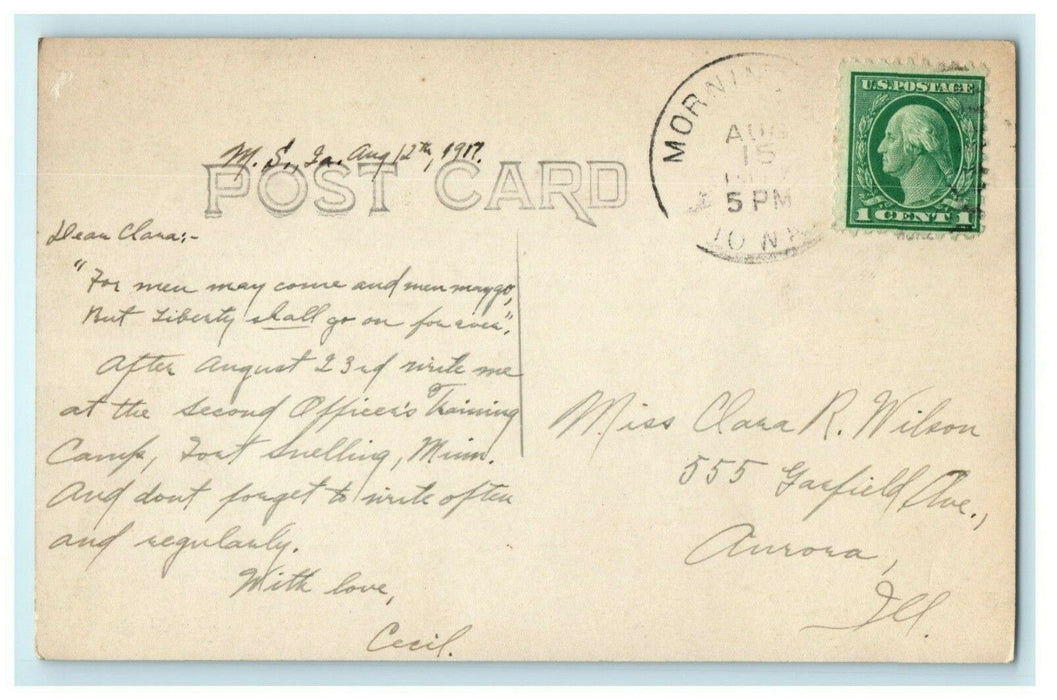 M. S., Ia. Aug 12th, 1917.
POST CARD
MORNIN
AUG
15
5 PM
IOWA
U.S. POSTAGE
1 CENT 1
Dear Clara:-
"For men may come and men may go,
But Liberty shall go on forever."
After August 23rd write me
at the Second Officer's Training
Camp, Fort Snelling, Minn.
And dont forget to write often
and regularly.
With love,
Cecil.
Miss Clara R. Wilson
555 Garfield Ave.,
Aurora,
Ill.